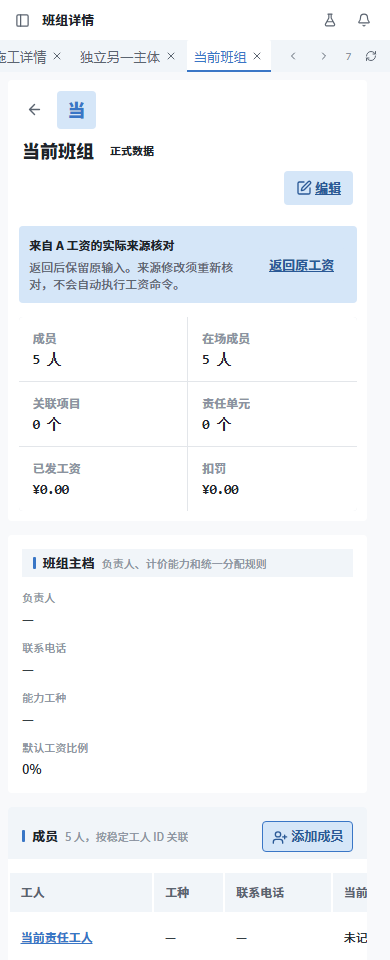 班组详情
施工详情
独立另一主体
当前班组
7
当
当前班组 正式数据
编辑
来自 A 工资的实际来源核对
返回后保留原输入。来源修改须重新核
对，不会自动执行工资命令。
返回原工资
成员 在场成员
5 人 5 人
关联项目 责任单元
0 个 0 个
已发工资 扣罚
¥0.00 ¥0.00
班组主档 负责人、计价能力和统一分配规则
负责人
—
联系电话
—
能力工种
—
默认工资比例
0%
成员 5 人，按稳定工人 ID 关联
添加成员
工人 工种 联系电话 当前
当前责任工人 — — 未记